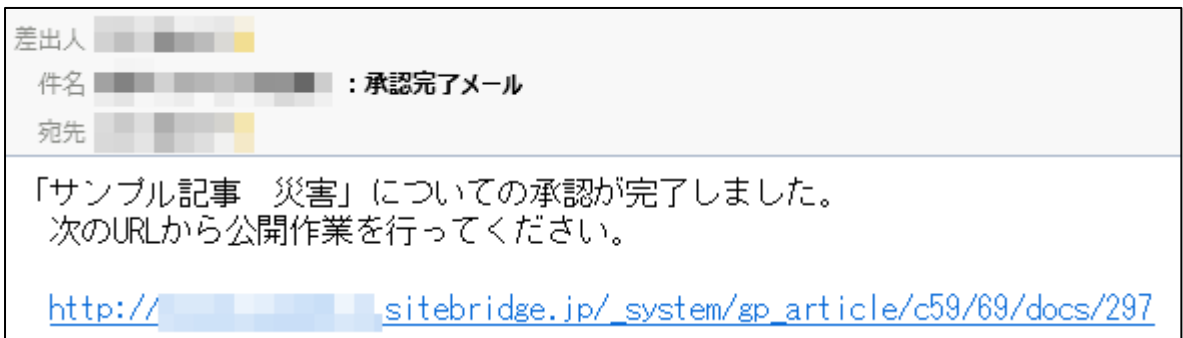 差出人
件名 ：承認完了メール
宛先
「サンプル記事　災害」についての承認が完了しました。
次のURLから公開作業を行ってください。
http:// .sitebridge.jp/_system/gp_article/c59/69/docs/297